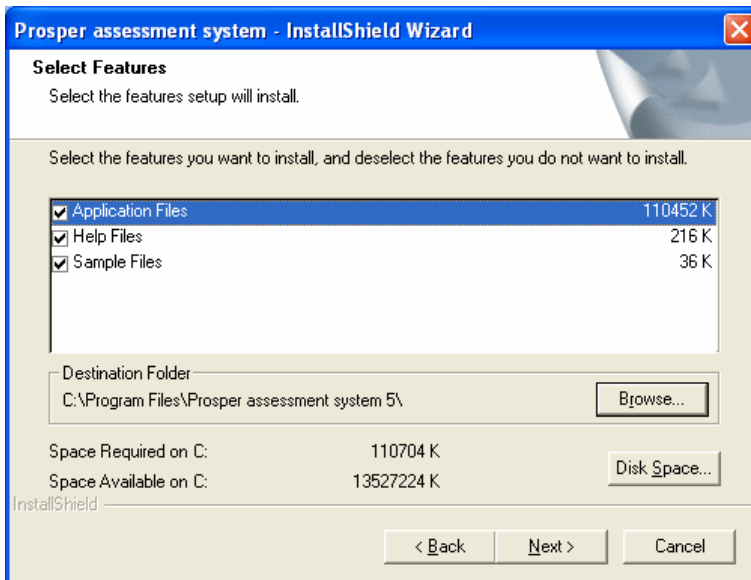 Prosper assessment system - InstallShield Wizard
Select Features
Select the features setup will install.
Select the features you want to install, and deselect the features you do not want to install.
Application Files 110452 K
Help Files 216 K
Sample Files 36 K
Destination Folder
C:\Program Files\Prosper assessment system 5\
Browse...
Space Required on C: 110704 K
Space Available on C: 13527224 K
Disk Space...
InstallShield
< Back Next > Cancel